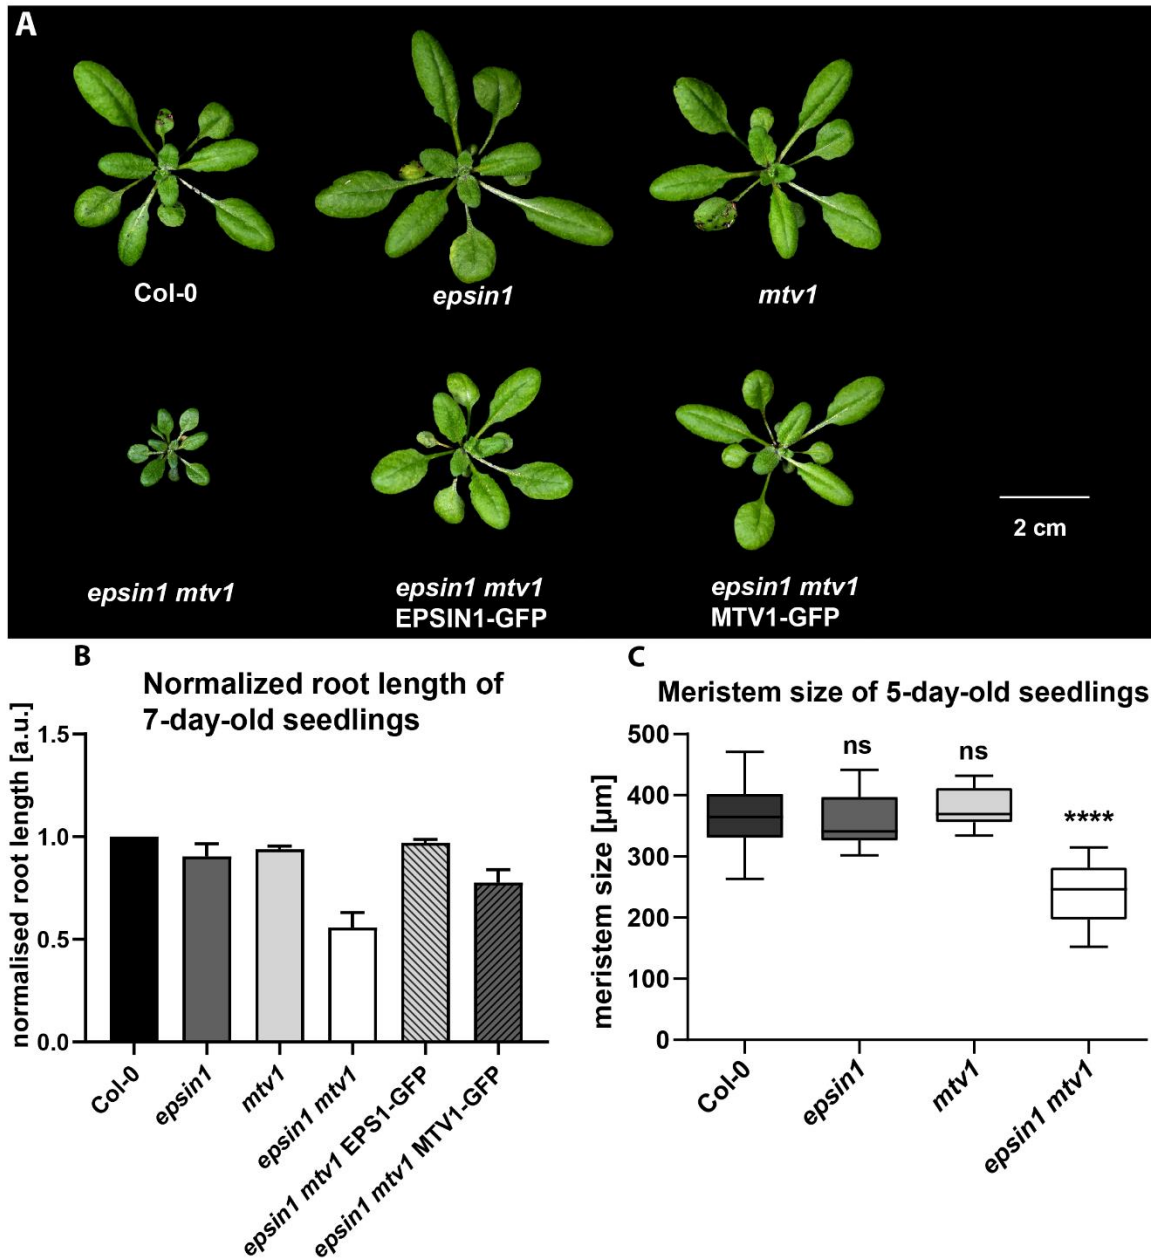 A
Col-0
epsin1
mtv1
epsin1 mtv1
epsin1 mtv1
EPSIN1-GFP
epsin1 mtv1
MTV1-GFP
2 cm
B
Normalized root length of
7-day-old seedlings
normalised root length [a.u.]
1.5
1.0
0.5
0.0
Col-0
epsin1
mtv1
epsin1 mtv1
epsin1 mtv1 EPS1-GFP
epsin1 mtv1 MTV1-GFP
C
Meristem size of 5-day-old seedlings
meristem size [µm]
500
400
300
200
100
0
ns
ns
****
Col-0
epsin1
mtv1
epsin1 mtv1